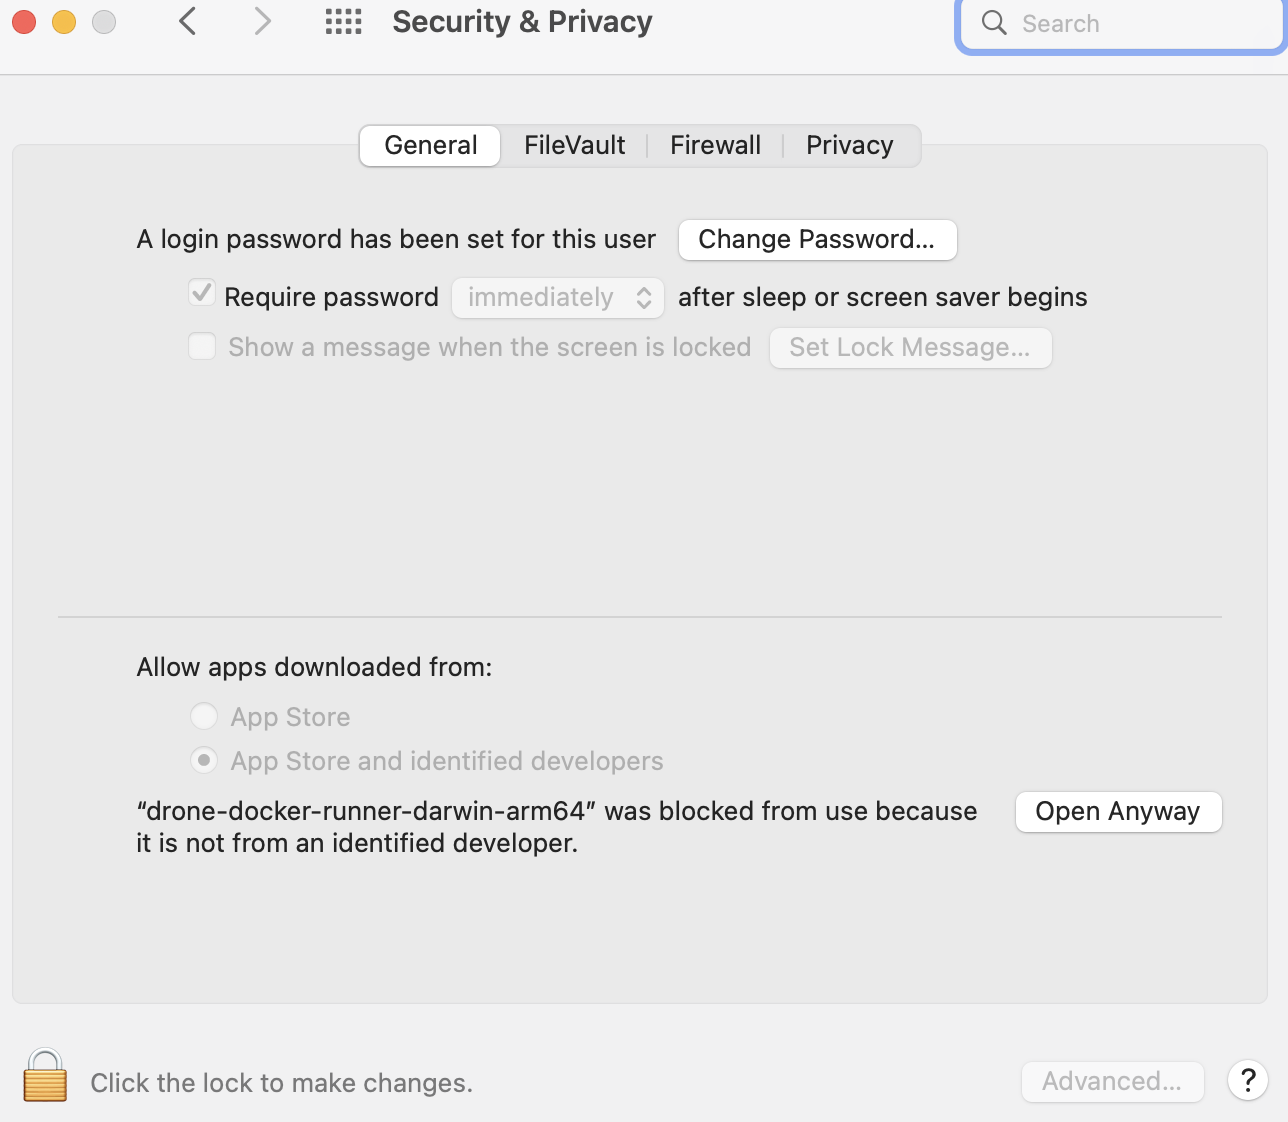 Security & Privacy
Search
General FileVault Firewall Privacy
A login password has been set for this user Change Password...
Require password immediately after sleep or screen saver begins
Show a message when the screen is locked Set Lock Message...
Allow apps downloaded from:
App Store
App Store and identified developers
“drone-docker-runner-darwin-arm64” was blocked from use because
it is not from an identified developer.
Open Anyway
Click the lock to make changes.
Advanced...
?